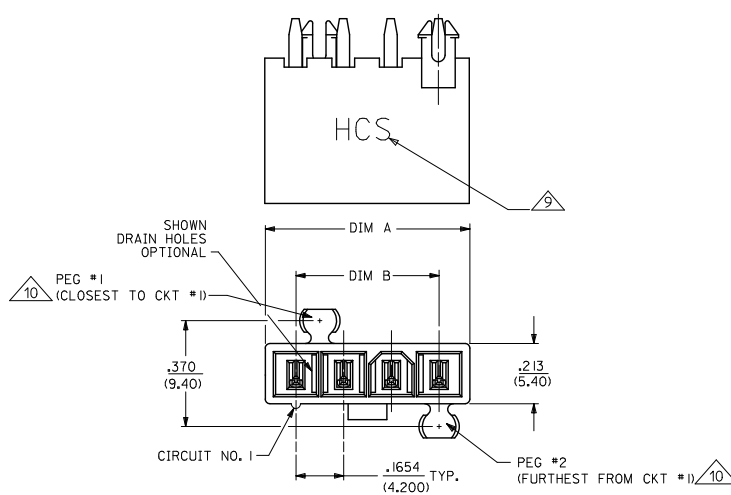 HCS
9
DIM A
SHOWN
DRAIN HOLES
OPTIONAL
DIM B
10
PEG #1
(CLOSEST TO CKT #1)
.370
(9.40)
.213
(5.40)
CIRCUIT NO. 1
.1654 TYP.
(4.200)
PEG #2
(FURTHEST FROM CKT #1)
10